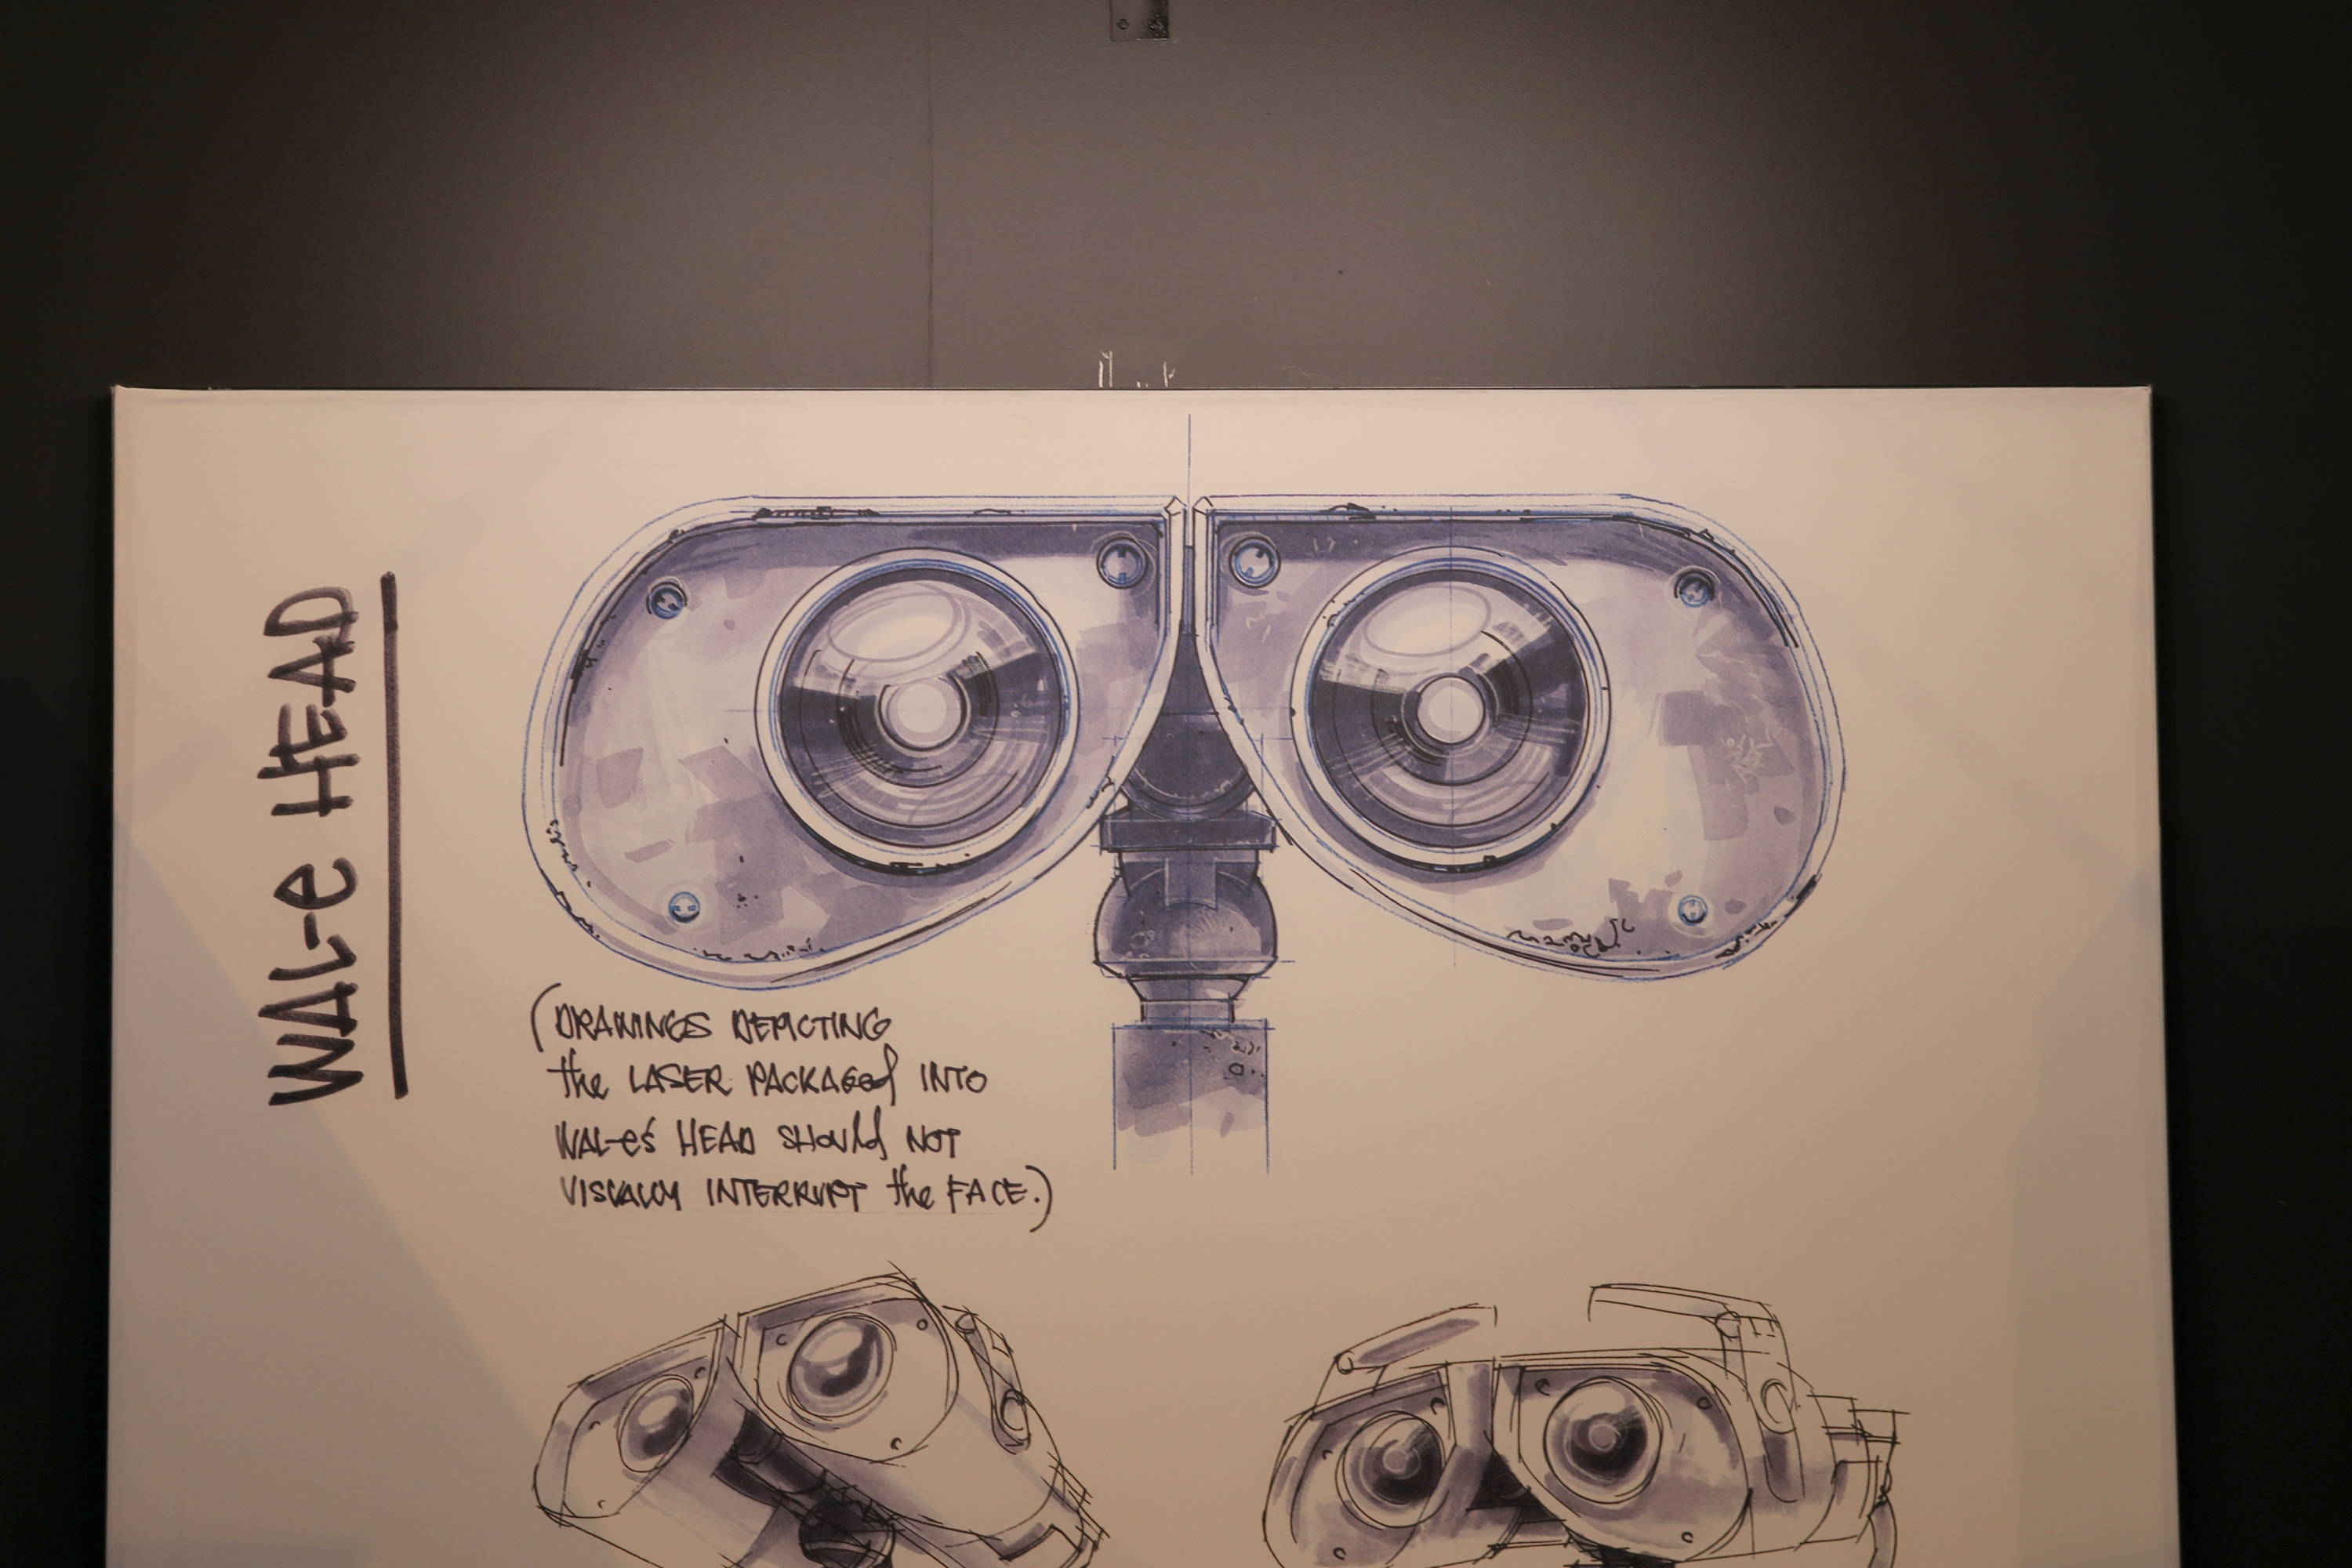 WAL-e HEAD
(DRAWINGS DEPICTING
the LASER PACKAGed INTO
WAL-e's HEAD SHould NOT
VISUALLY INTERRUPT the FACE.)